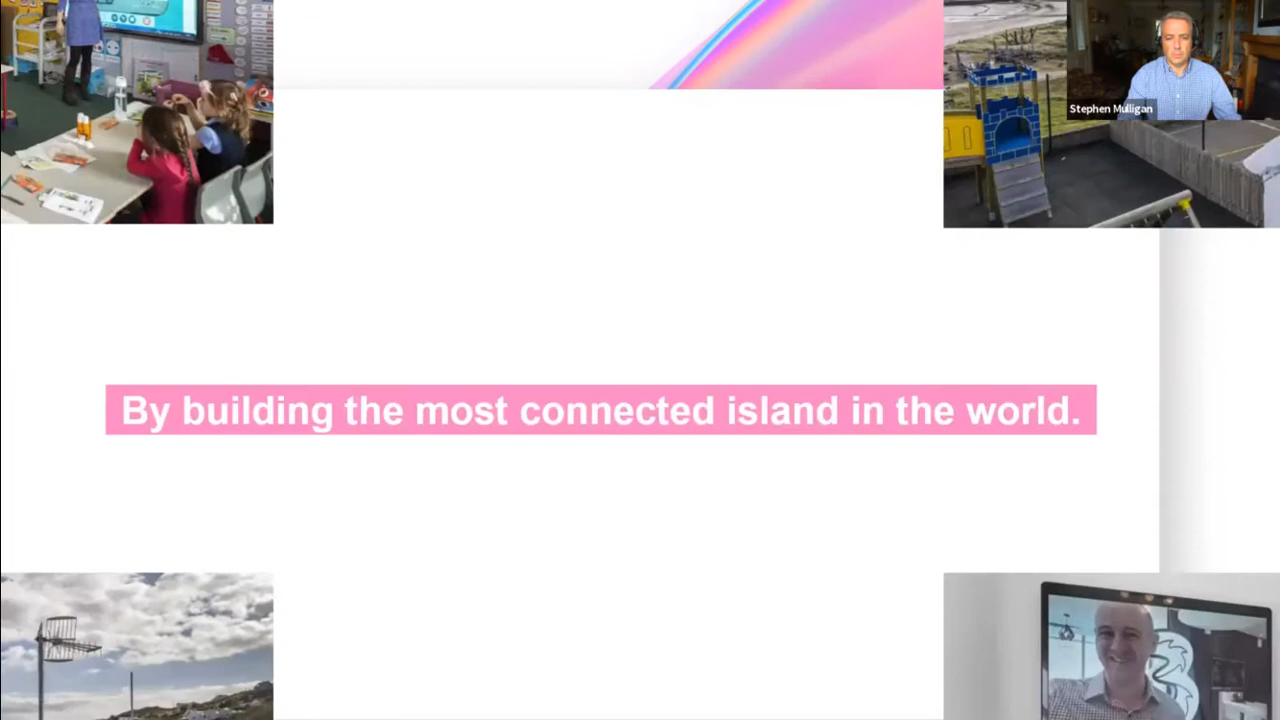 Stephen Mulligan
By building the most connected island in the world.